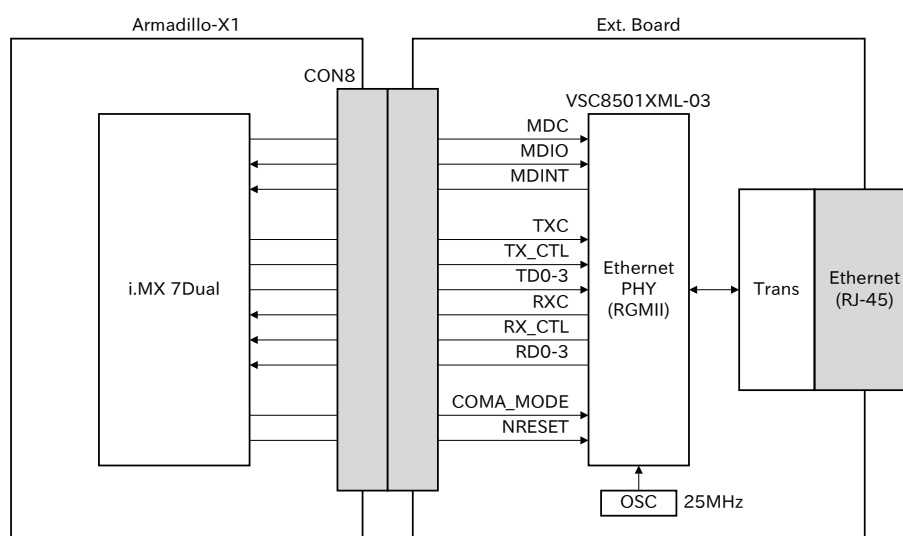 Armadillo-X1
Ext. Board
CON8
VSC8501XML-03
MDC
MDIO
MDINT
TXC
TX_CTL
TD0-3
RXC
RX_CTL
RD0-3
COMA_MODE
NRESET
i.MX 7Dual
Ethernet
PHY
(RGMII)
Trans
Ethernet
(RJ-45)
OSC
25MHz